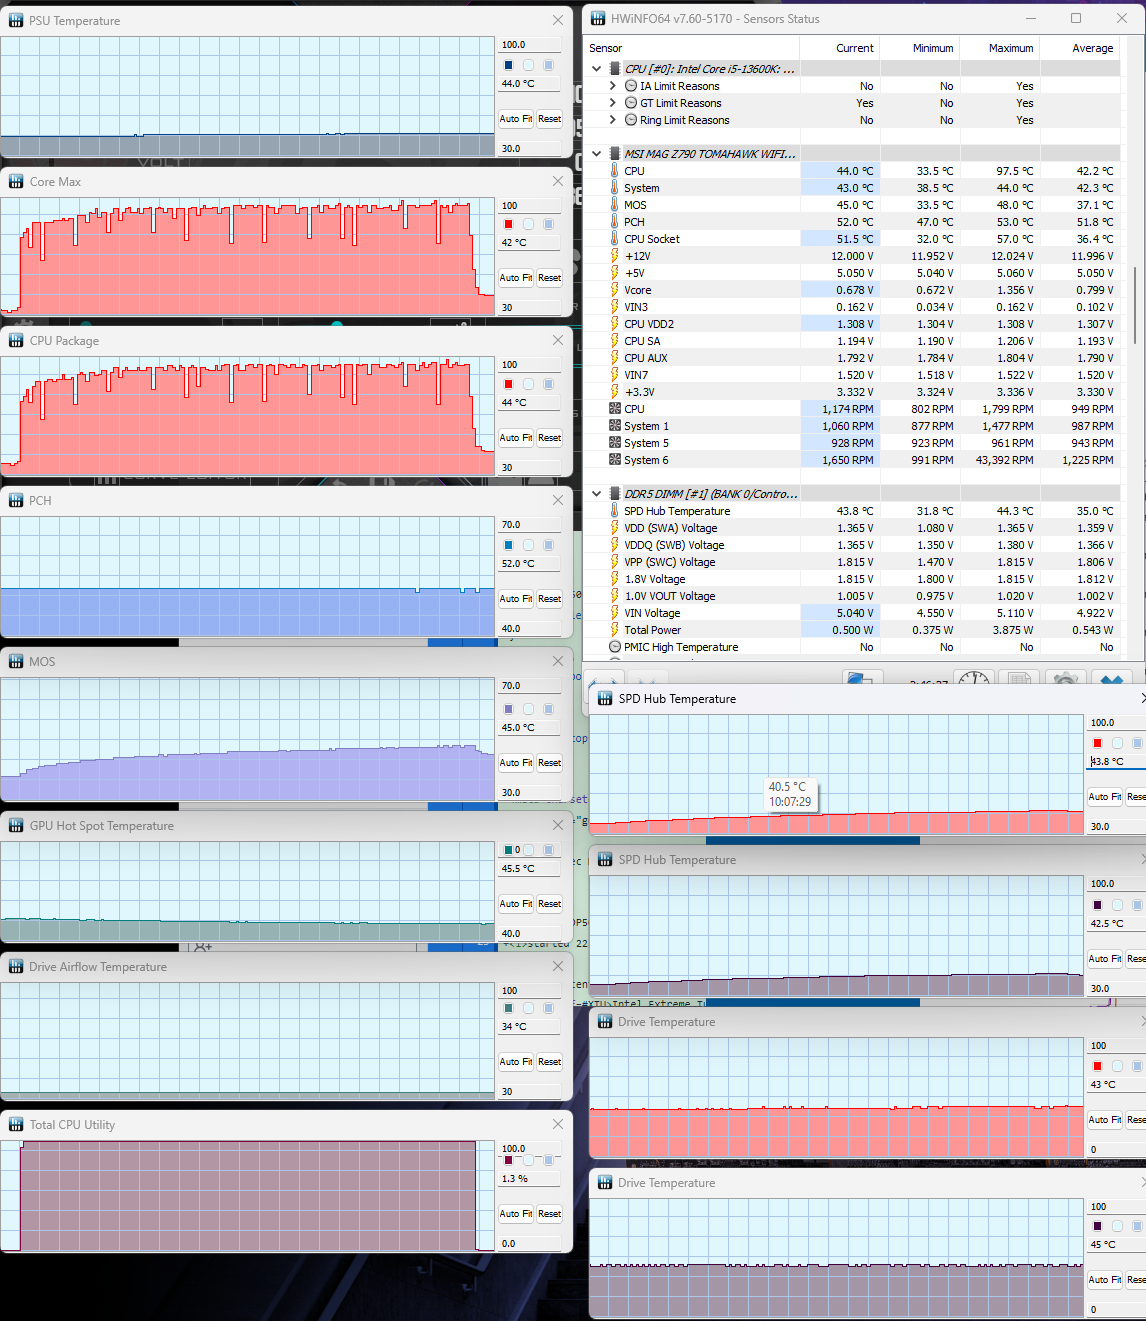 PSU Temperature
100.0
44.0 °C
Auto Fit Reset
30.0
VOLT
Core Max
100
42 °C
Auto Fit Reset
30
CPU Package
100
44 °C
Auto Fit Reset
30
PCH
70.0
52.0 °C
Auto Fit Reset
40.0
MOS
70.0
45.0 °C
Auto Fit Reset
30.0
GPU Hot Spot Temperature
0
45.5 °C
Auto Fit Reset
40.0
Drive Airflow Temperature
100
34 °C
Auto Fit Reset
30
Total CPU Utility
100.0
1.3 %
Auto Fit Reset
0.0
HWiNFO64 v7.60-5170 - Sensors Status
Sensor Current Minimum Maximum Average
CPU [#0]: Intel Core i5-13600K: ...
IA Limit Reasons No No Yes
GT Limit Reasons Yes No Yes
Ring Limit Reasons No No Yes
MSI MAG Z790 TOMAHAWK WIFI...
CPU 44.0 °C 33.5 °C 97.5 °C 42.2 °C
System 43.0 °C 38.5 °C 44.0 °C 42.3 °C
MOS 45.0 °C 33.5 °C 48.0 °C 37.1 °C
PCH 52.0 °C 47.0 °C 53.0 °C 51.8 °C
CPU Socket 51.5 °C 32.0 °C 57.0 °C 36.4 °C
+12V 12.000 V 11.952 V 12.024 V 11.996 V
+5V 5.050 V 5.040 V 5.060 V 5.050 V
Vcore 0.678 V 0.672 V 1.356 V 0.799 V
VIN3 0.162 V 0.034 V 0.162 V 0.102 V
CPU VDD2 1.308 V 1.304 V 1.308 V 1.307 V
CPU SA 1.194 V 1.190 V 1.206 V 1.193 V
CPU AUX 1.792 V 1.784 V 1.804 V 1.790 V
VIN7 1.520 V 1.518 V 1.522 V 1.520 V
+3.3V 3.332 V 3.324 V 3.336 V 3.330 V
CPU 1,174 RPM 802 RPM 1,799 RPM 949 RPM
System 1 1,060 RPM 877 RPM 1,477 RPM 987 RPM
System 5 928 RPM 923 RPM 961 RPM 943 RPM
System 6 1,650 RPM 991 RPM 43,392 RPM 1,225 RPM
DDR5 DIMM [#1] (BANK 0/Contro...
SPD Hub Temperature 43.8 °C 31.8 °C 44.3 °C 35.0 °C
VDD (SWA) Voltage 1.365 V 1.080 V 1.365 V 1.359 V
VDDQ (SWB) Voltage 1.365 V 1.350 V 1.380 V 1.366 V
VPP (SWC) Voltage 1.815 V 1.470 V 1.815 V 1.806 V
1.8V Voltage 1.815 V 1.800 V 1.815 V 1.812 V
1.0V VOUT Voltage 1.005 V 0.975 V 1.020 V 1.002 V
VIN Voltage 5.040 V 4.550 V 5.110 V 4.922 V
Total Power 0.500 W 0.375 W 3.875 W 0.543 W
PMIC High Temperature No No No
SPD Hub Temperature
100.0
43.8 °C
Auto Fit Rese
30.0
40.5 °C
10:07:29
SPD Hub Temperature
100.0
42.5 °C
Auto Fit Rese
30.0
Drive Temperature
100
43 °C
Auto Fit Rese
0
Drive Temperature
100
45 °C
Auto Fit Rese
0